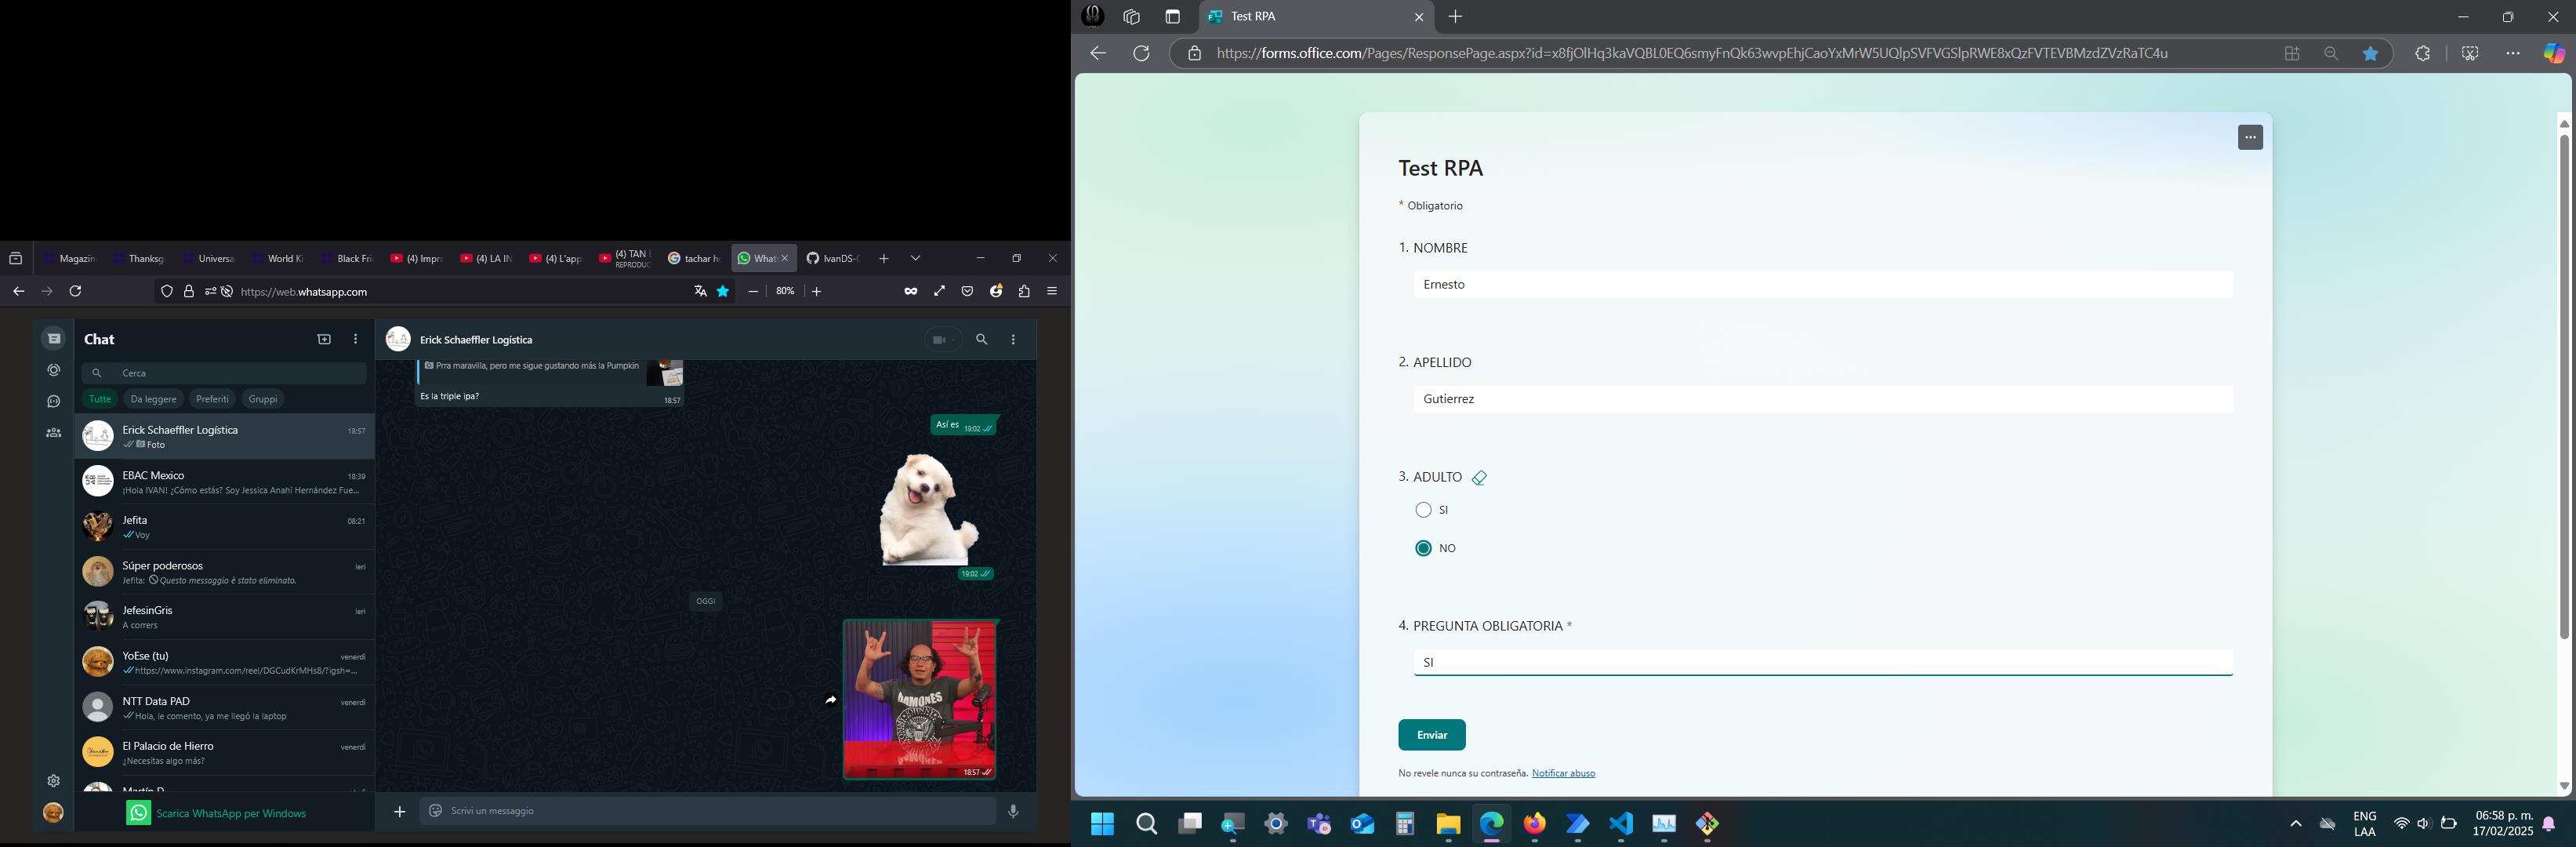 Magazin
Thanksg
Universa
World Ki
Black Fri
(4) Impro
(4) LA IN
(4) L'app
(4) TAN
REPRODUC
tachar ho
What
IvanDS-C
https://web.whatsapp.com
80%
Chat
Cerca
Tutte
Da leggere
Preferiti
Gruppi
Erick Schaeffler Logística
18:57
Foto
EBAC Mexico
18:39
¡Hola IVAN! ¿Cómo estás? Soy Jessica Anahí Hernández Fue...
Jefita
08:21
Voy
Súper poderosos
Ieri
Jefita: Questo messaggio è stato eliminato.
JefesinGris
Ieri
A corrers
YoEse (tu)
venerdì
https://www.instagram.com/reel/DGCudKrMHs8/?igsh=...
NTT Data PAD
venerdì
Hola, le comento, ya me llegó la laptop
El Palacio de Hierro
venerdì
¿Necesitas algo más?
Martín D
Scarica WhatsApp per Windows
Erick Schaeffler Logística
Prra maravilla, pero me sigue gustando más la Pumpkin
Es la triple ipa?
18:57
Así es
19:02
19:02
OGGI
RAMONES
JOHNNY
18:57
Scrivi un messaggio
Test RPA
https://forms.office.com/Pages/ResponsePage.aspx?id=x8fjOlHq3kaVQBL0EQ6smyFnQk63wvpEhjCaoYxMrW5UQlpSVFVGSlpRWE8xQzFVTEVBMzdZVzRaTC4u
Test RPA
* Obligatorio
1. NOMBRE
Ernesto
2. APELLIDO
Gutierrez
3. ADULTO
SI
NO
4. PREGUNTA OBLIGATORIA *
SI
Enviar
No revele nunca su contraseña. Notificar abuso
ENG
LAA
06:58 p. m.
17/02/2025